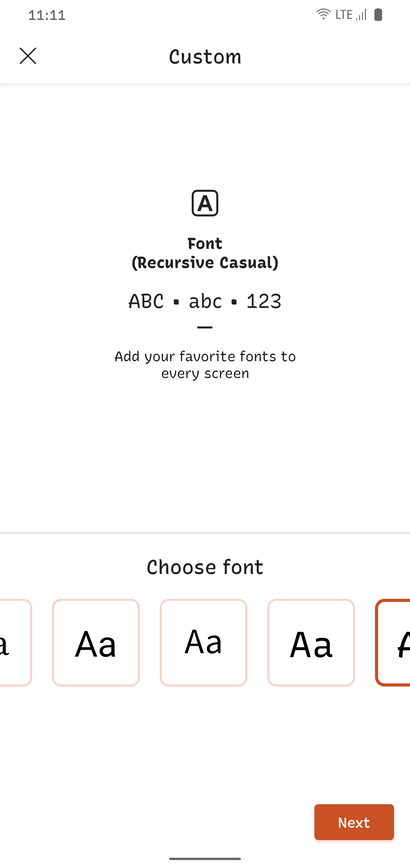 11:11
LTE
Custom
A
Font
(Recursive Casual)
ABC • abc • 123
Add your favorite fonts to
every screen
Choose font
a Aa Aa Aa A
Next